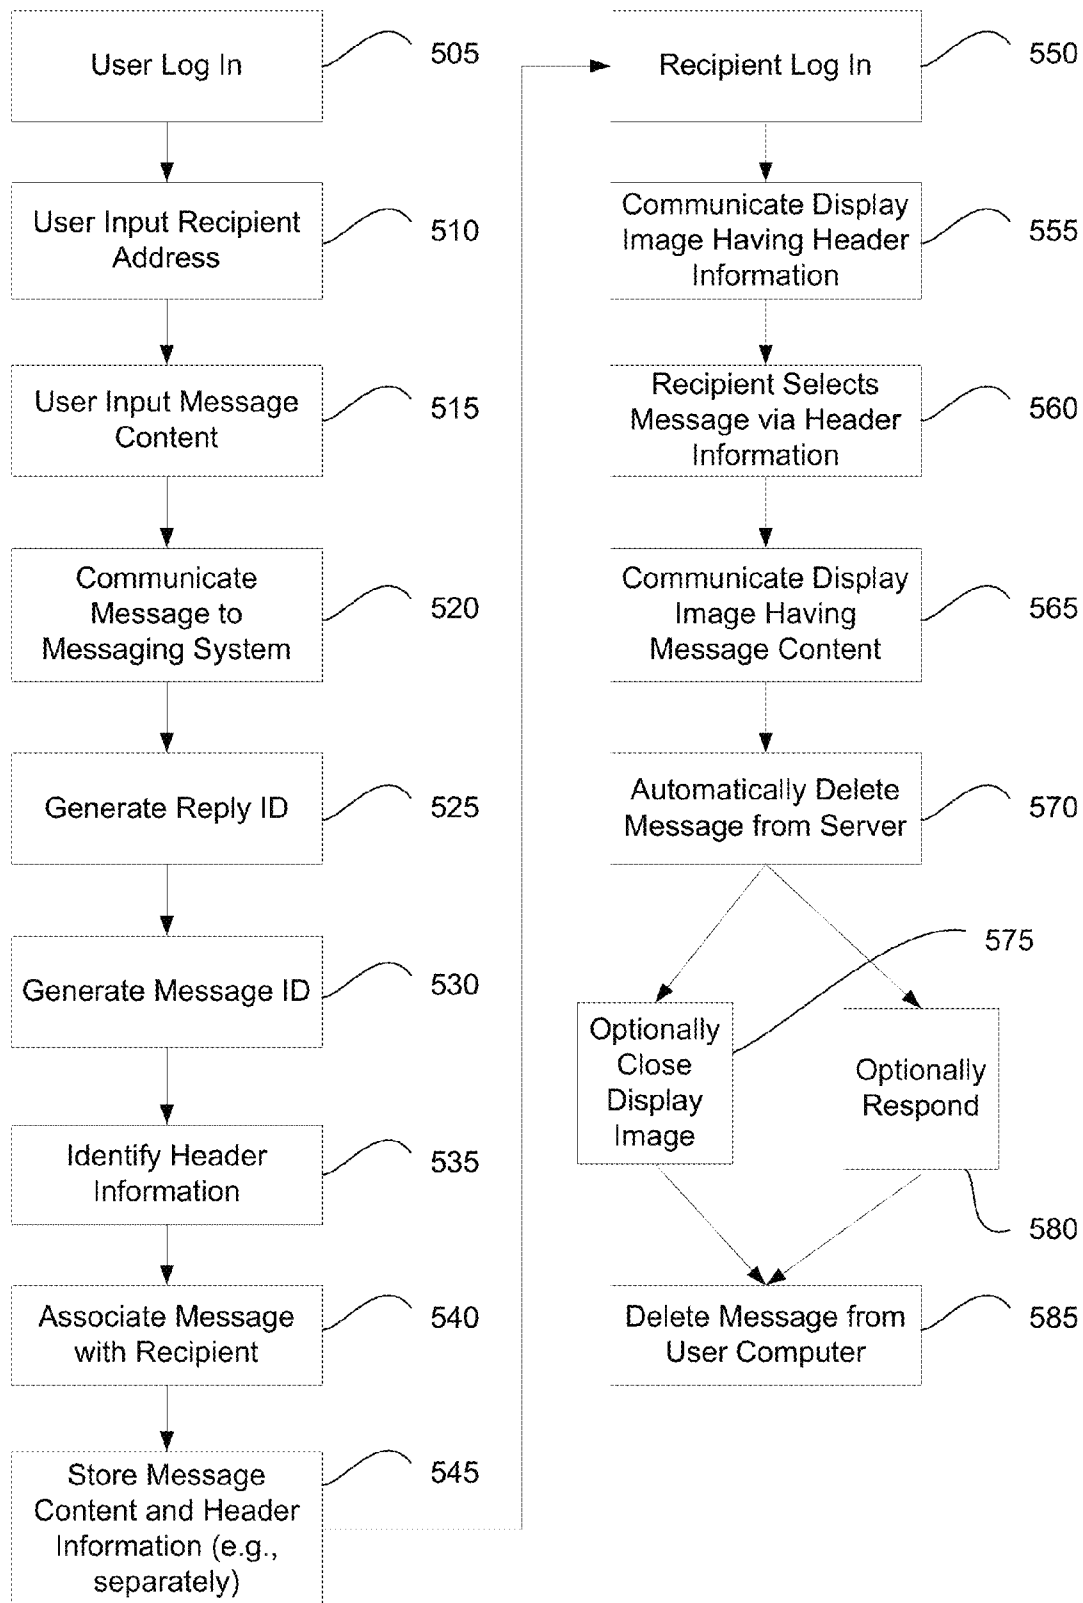 User Log In
505
User Input Recipient
Address
510
User Input Message
Content
515
Communicate
Message to
Messaging System
520
Generate Reply ID
525
Generate Message ID
530
Identify Header
Information
535
Associate Message
with Recipient
540
Store Message
Content and Header
Information (e.g.,
separately)
545
Recipient Log In
550
Communicate Display
Image Having Header
Information
555
Recipient Selects
Message via Header
Information
560
Communicate Display
Image Having
Message Content
565
Automatically Delete
Message from Server
570
Optionally
Close
Display
Image
575
Optionally
Respond
580
Delete Message from
User Computer
585